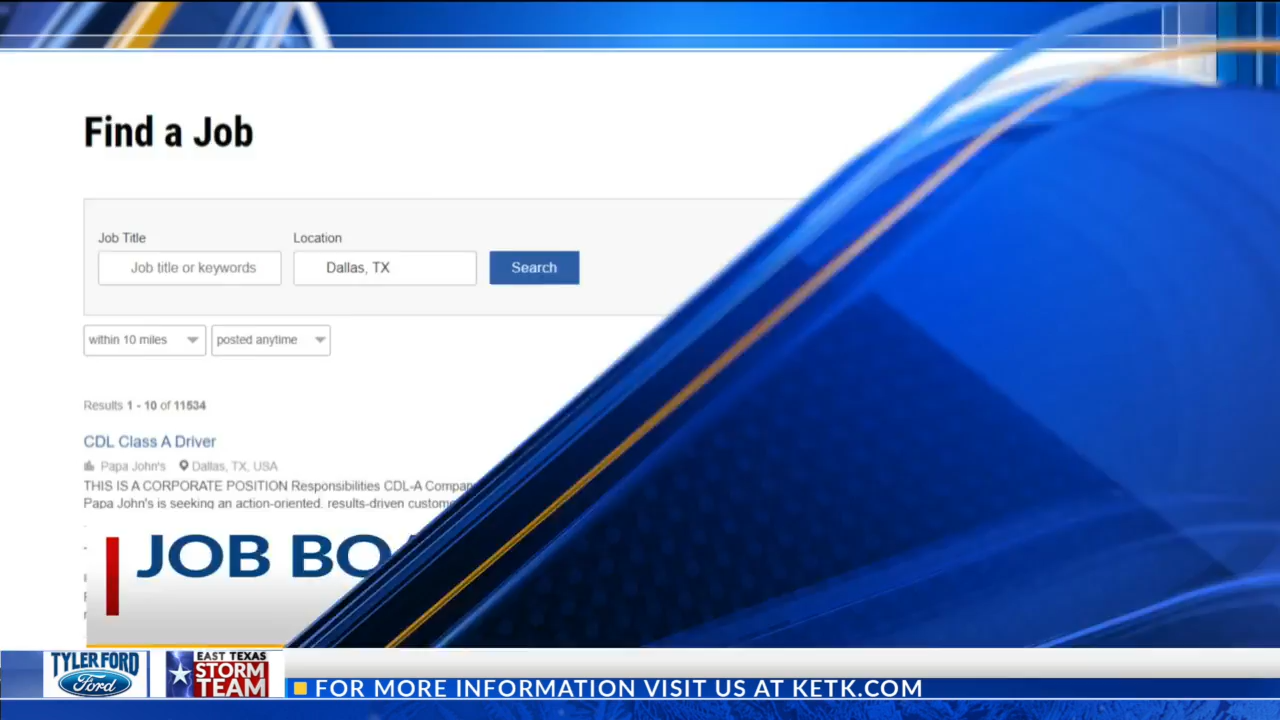 Find a Job
Job Title
Location
Job title or keywords
Dallas, TX
Search
within 10 miles
posted anytime
Results 1 - 10 of 11534
CDL Class A Driver
Papa John's Dallas, TX, USA
THIS IS A CORPORATE POSITION Responsibilities CDL-A
Papa John's is seeking an action-oriented, results-driven
JOB
TYLER FORD
Ford
EAST TEXAS
STORM
TEAM
FOR MORE INFORMATION VISIT US AT KETK.COM